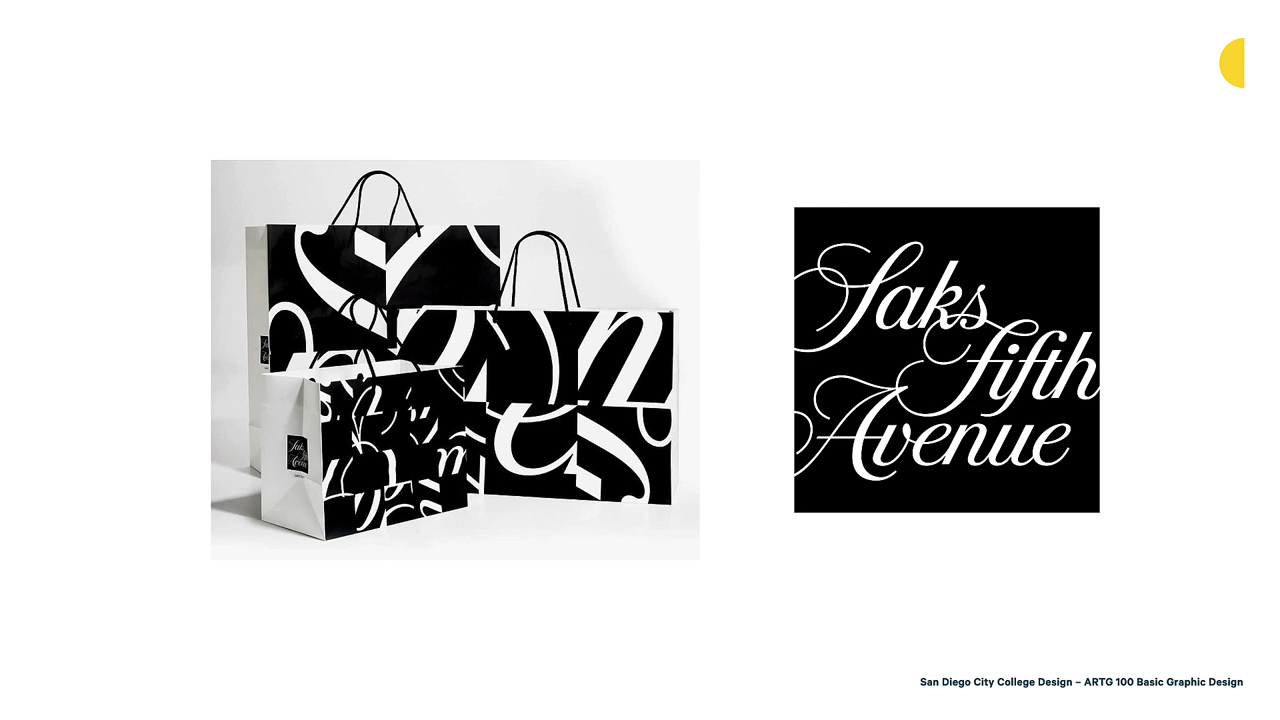 Saks
fifth
Avenue
San Diego City College Design – ARTG 100 Basic Graphic Design